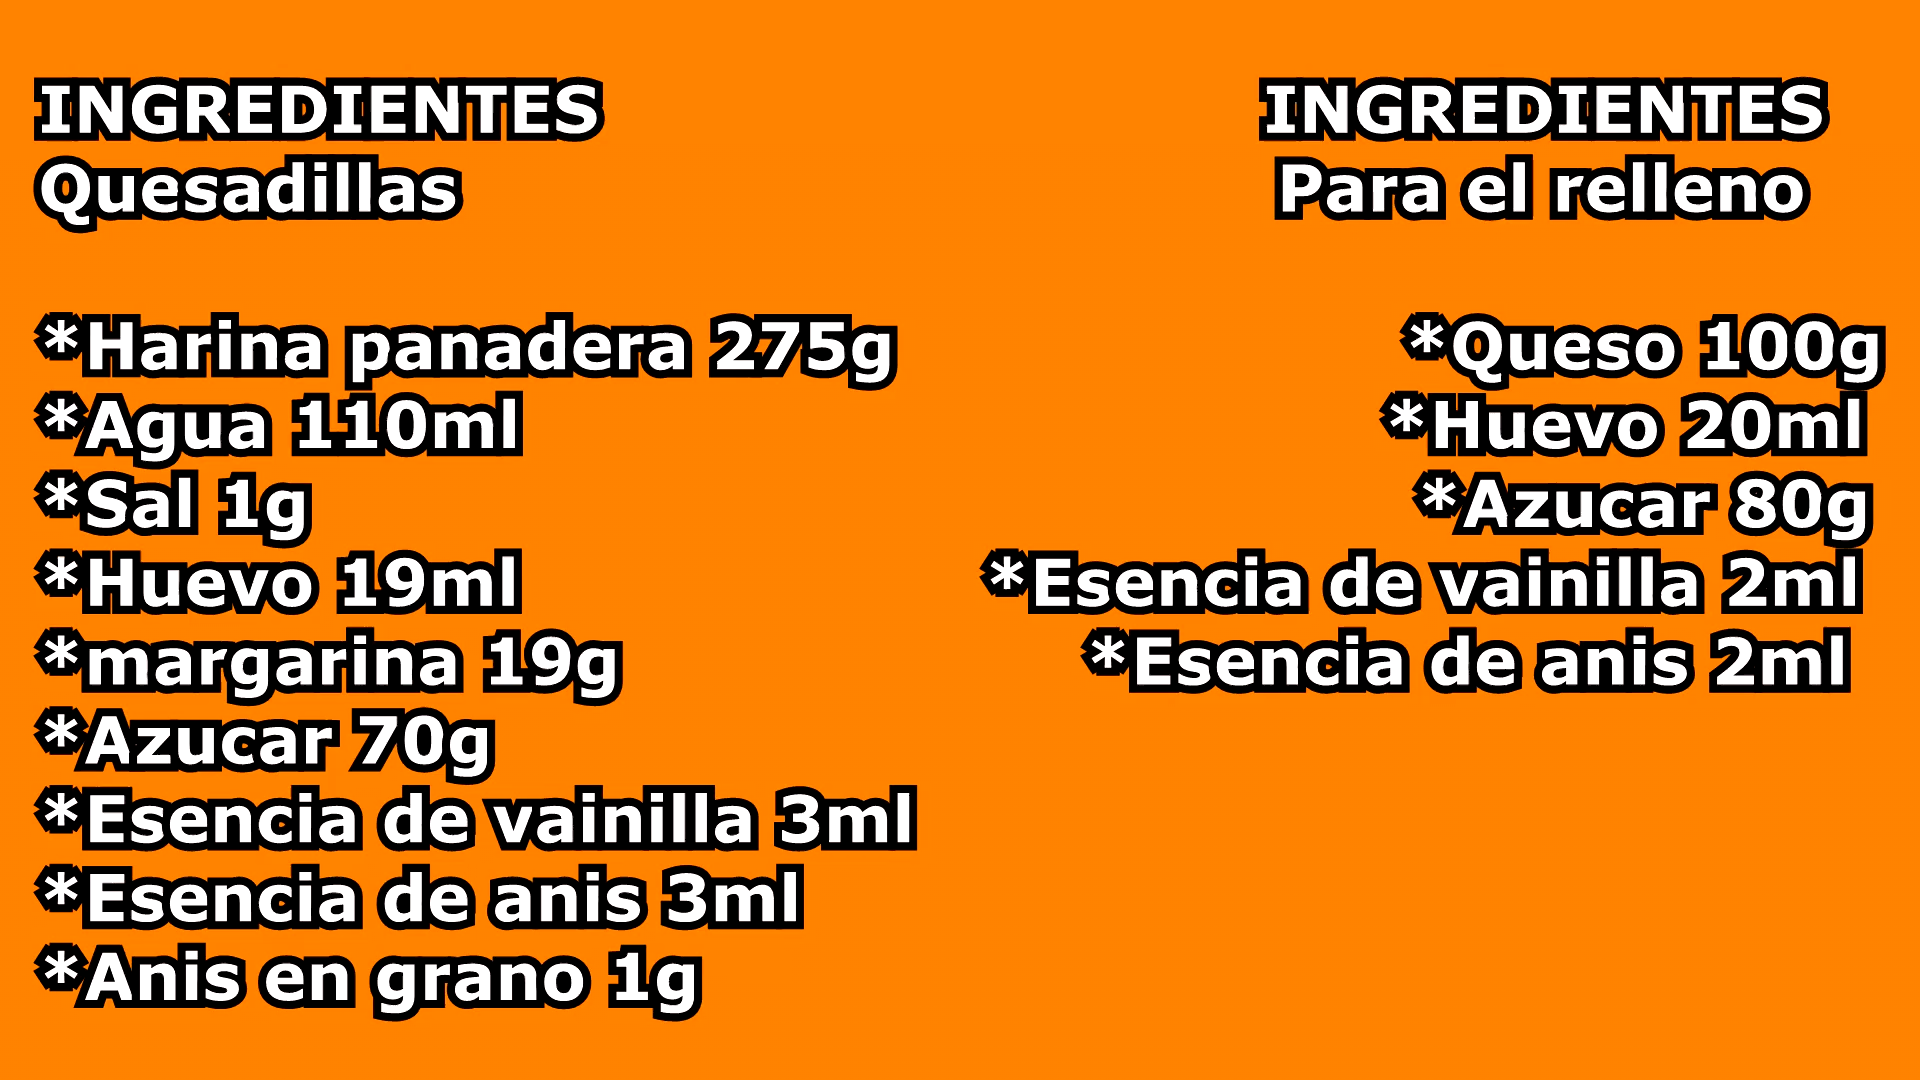 INGREDIENTES
Quesadillas
*Harina panadera 275g
*Agua 110ml
*Sal 1g
*Huevo 19ml
*margarina 19g
*Azucar 70g
*Esencia de vainilla 3ml
*Esencia de anis 3ml
*Anis en grano 1g
INGREDIENTES
Para el relleno
*Queso 100g
*Huevo 20ml
*Azucar 80g
*Esencia de vainilla 2ml
*Esencia de anis 2ml